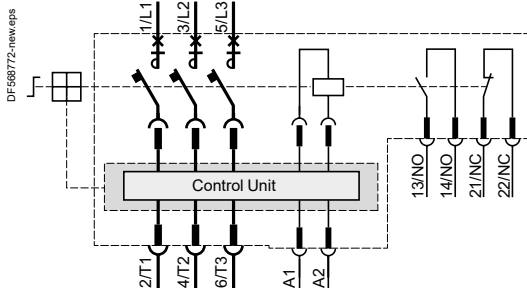 DF568772-new.eps
1/L1
3/L2
5/L3
Control Unit
13/NO
14/NO
21/NC
22/NC
2/T1
4/T2
6/T3
A1
A2